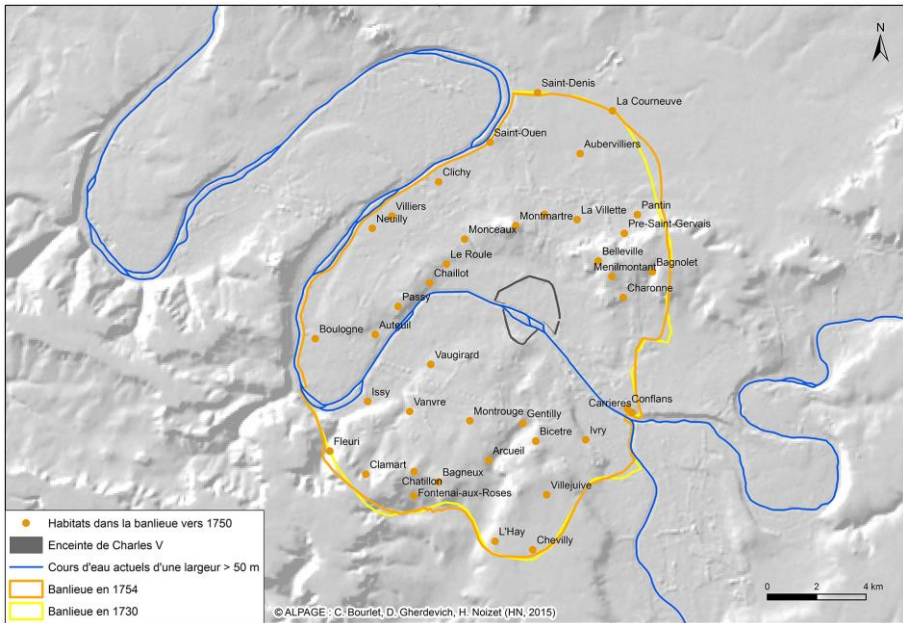 N
Saint-Denis
La Courneuve
Saint-Ouen
Aubervilliers
Clichy
Villiers
Neuilly
Montmartre
La Villette
Pantin
Pre-Saint-Gervais
Monceaux
Le Roule
Belleville
Bagnolet
Menilmontant
Chaillot
Charonne
Passy
Boulogne
Auteuil
Vaugirard
Issy
Vanvre
Carrieres
Conflans
Montrouge
Gentilly
Fleuri
Bicetre
Ivry
Clamart
Arcueil
Chatillon
Bagneux
Fontenai-aux-Roses
Villejuive
L'Hay
Chevilly
Habitats dans la banlieue vers 1750
Enceinte de Charles V
Cours d'eau actuels d'une largeur > 50 m
Banlieue en 1754
Banlieue en 1730
© ALPAGE : C. Bourlet, D. Gherdevich, H. Noizet (HN, 2015)
0 2 4 km